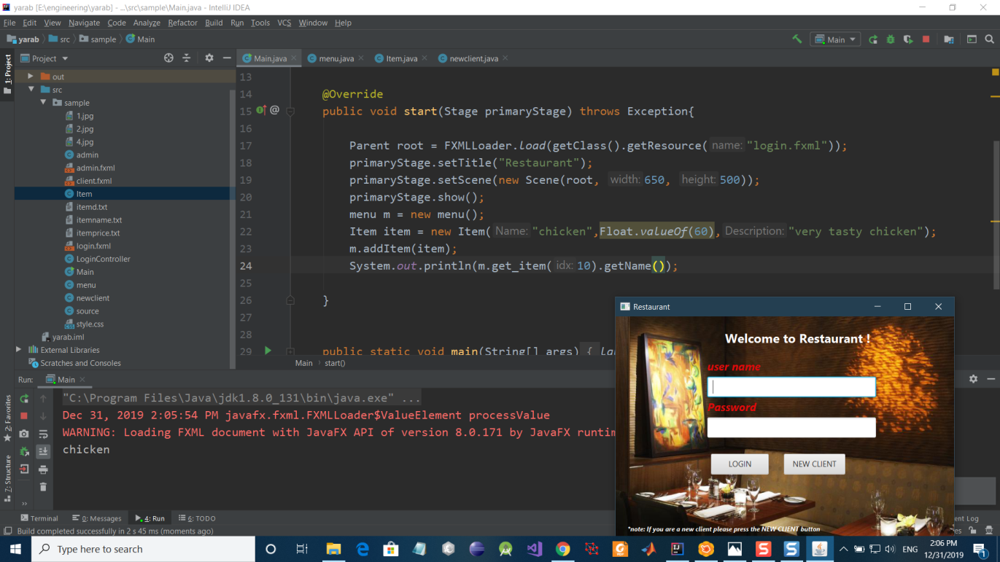 yarab [E:\engineering\yarab] - ...\src\sample\Main.java - IntelliJ IDEA
File Edit View Navigate Code Analyze Refactor Build Run Tools VCS Window Help
yarab src sample Main
Main
Project
Main.java menu.java Item.java newclient.java
1: Project
out
src
sample
1.jpg
2.jpg
4.jpg
admin
admin.fxml
client.fxml
Item
itemd.txt
itemname.txt
itemprice.txt
login.fxml
LoginController
Main
menu
newclient
source
style.css
yarab.iml
External Libraries
Scratches and Consoles
13
14 @Override
15 @ public void start(Stage primaryStage) throws Exception{
16
17 Parent root = FXMLLoader.load(getClass().getResource( name: "login.fxml"));
18 primaryStage.setTitle("Restaurant");
19 primaryStage.setScene(new Scene(root, width: 650, height: 500));
20 primaryStage.show();
21 menu m = new menu();
22 Item item = new Item( Name: "chicken",Float.valueOf(60), Description: "very tasty chicken");
23 m.addItem(item);
24 System.out.println(m.get_item( idx: 10).getName());
25
26 }
27
28
29 public static void main(String[] args) {
Main start()
Run: Main
2: Favorites
7: Structure
"C:\Program Files\Java\jdk1.8.0_131\bin\java.exe" ...
Dec 31, 2019 2:05:54 PM javafx.fxml.FXMLLoader$ValueElement processValue
WARNING: Loading FXML document with JavaFX API of version 8.0.171 by JavaFX runtim
chicken
Restaurant
Welcome to Restaurant !
user name
Password
LOGIN NEW CLIENT
*note: If you are a new client please press the NEW CLIENT button
Terminal 0: Messages 4: Run 6: TODO
Build completed successfully in 2 s 45 ms (moments ago)
Type here to search
ENG
2:06 PM
12/31/2019
1